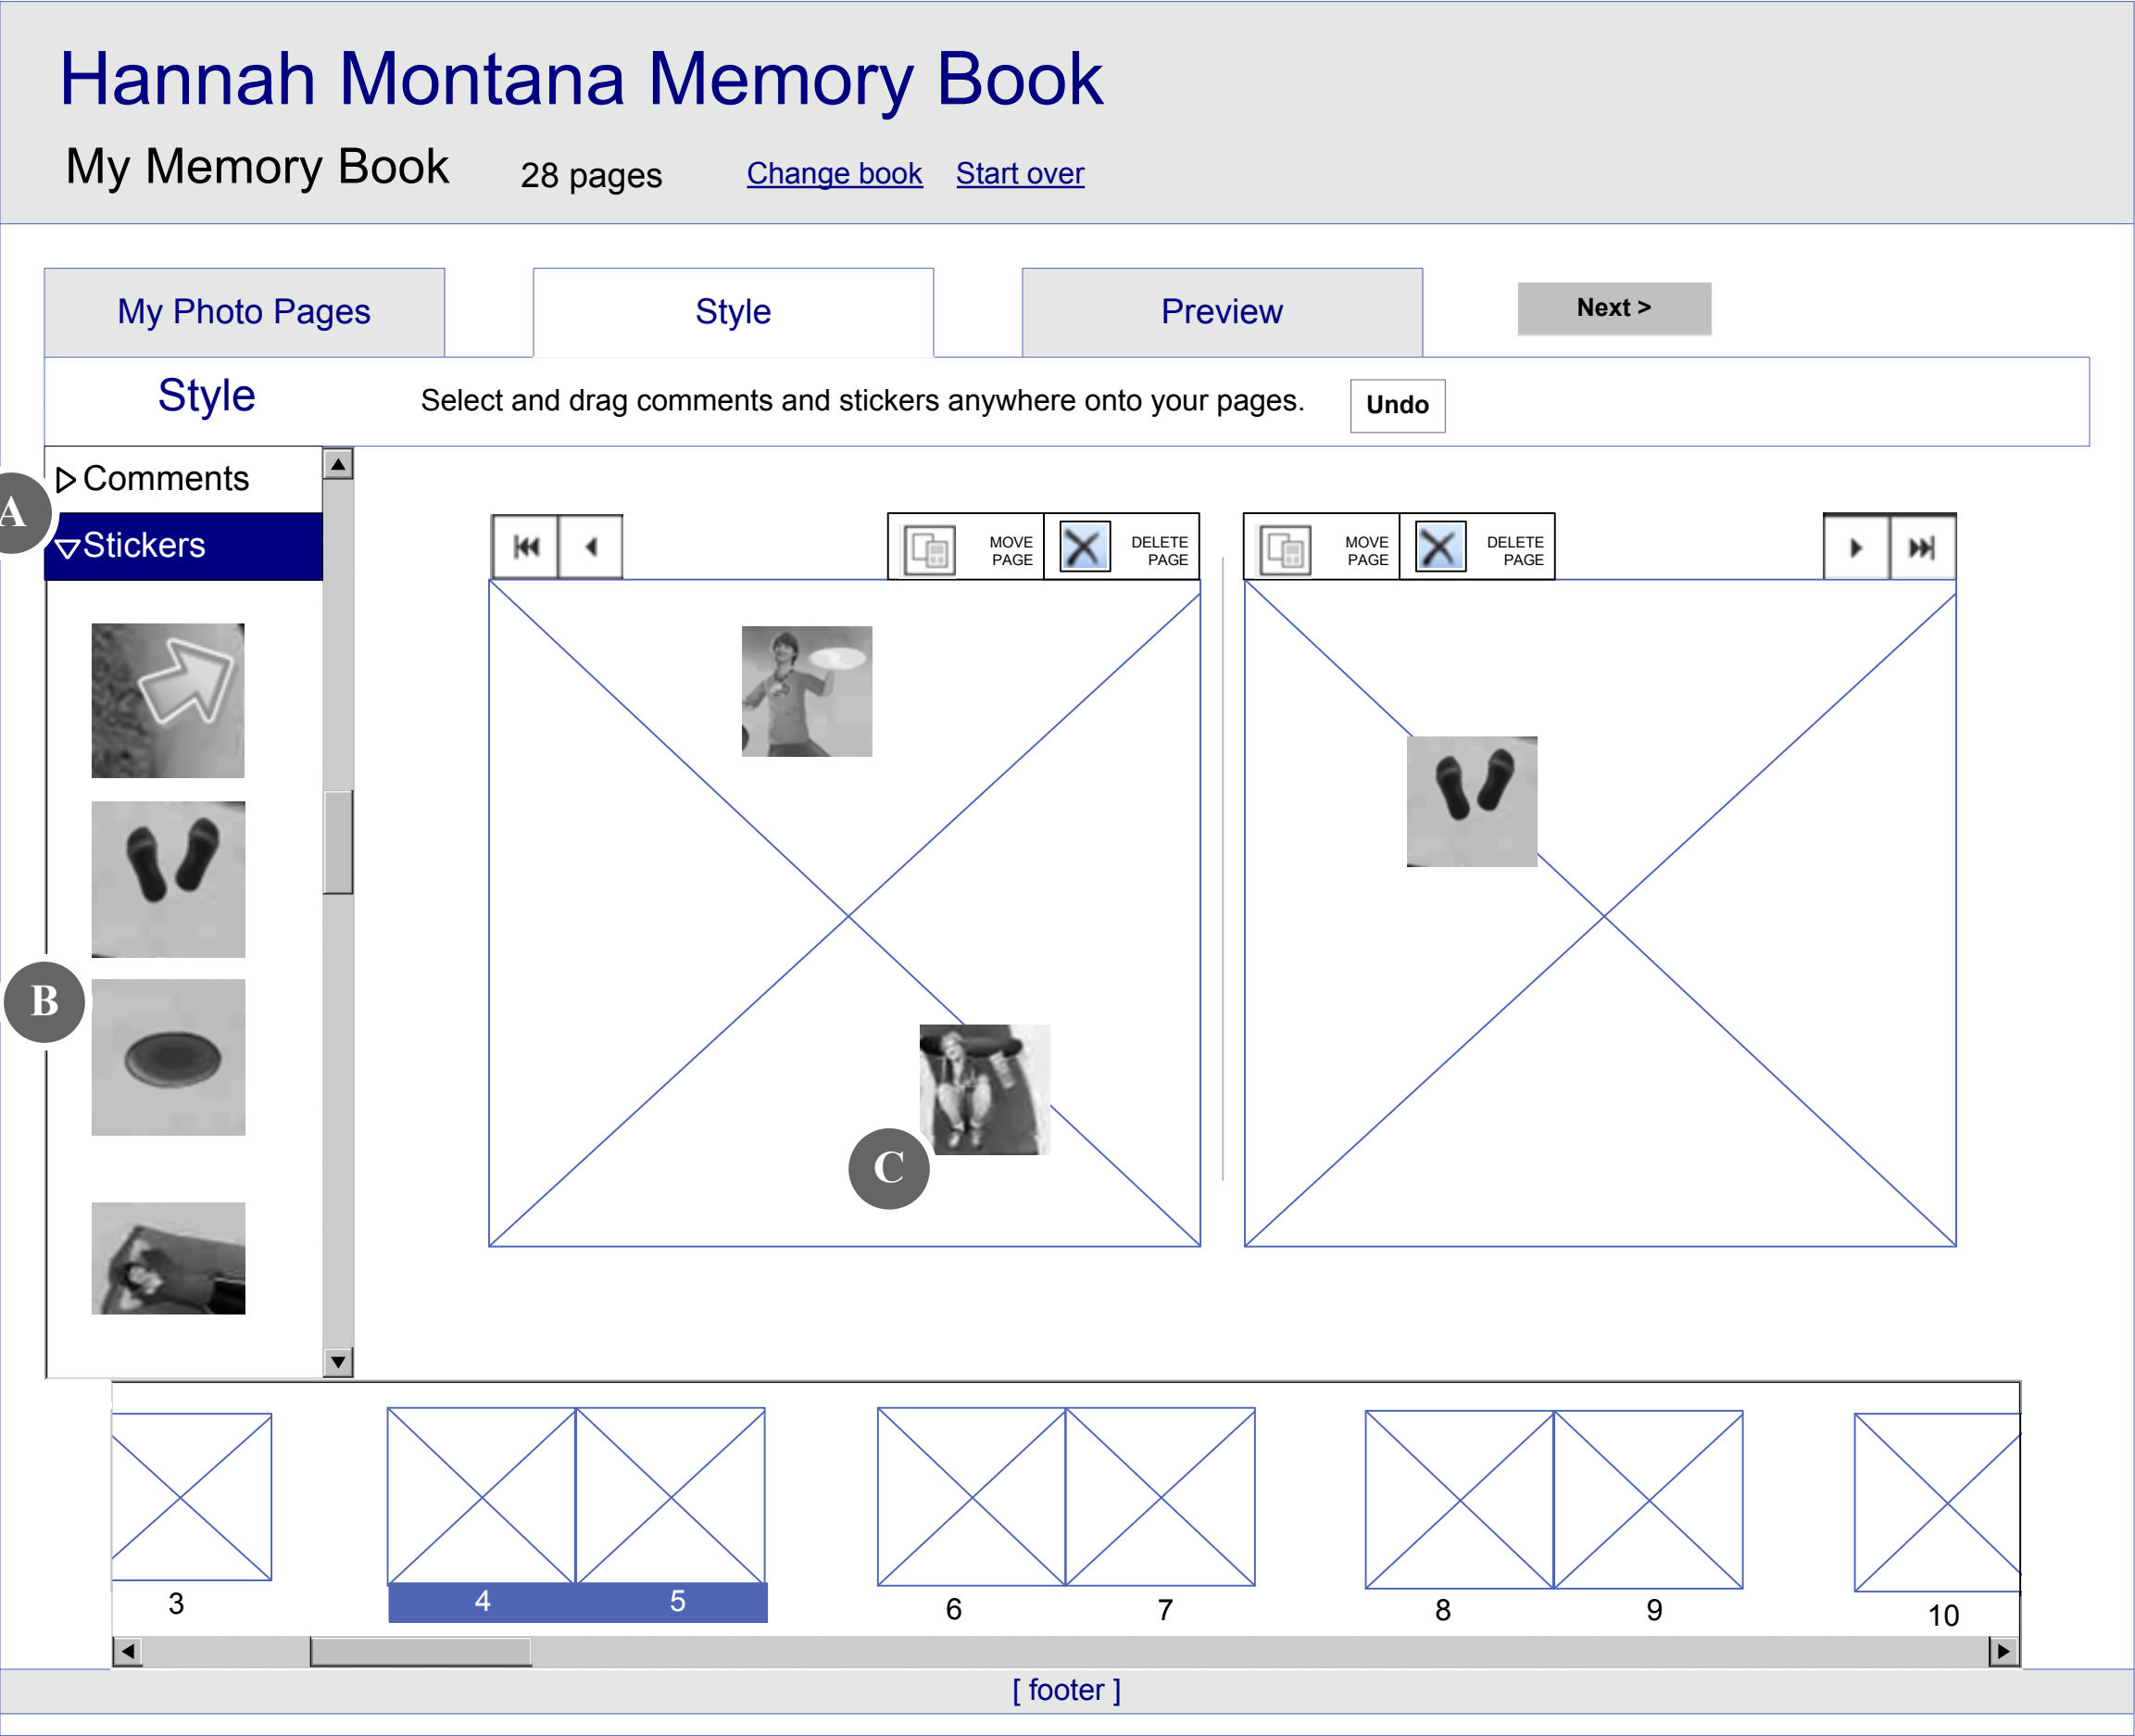 Hannah Montana Memory Book
My Memory Book 28 pages Change book Start over
My Photo Pages Style Preview Next >
Style Select and drag comments and stickers anywhere onto your pages. Undo
Comments
A
Stickers
MOVE PAGE DELETE PAGE MOVE PAGE DELETE PAGE
B
C
3 4 5 6 7 8 9 10
[ footer ]